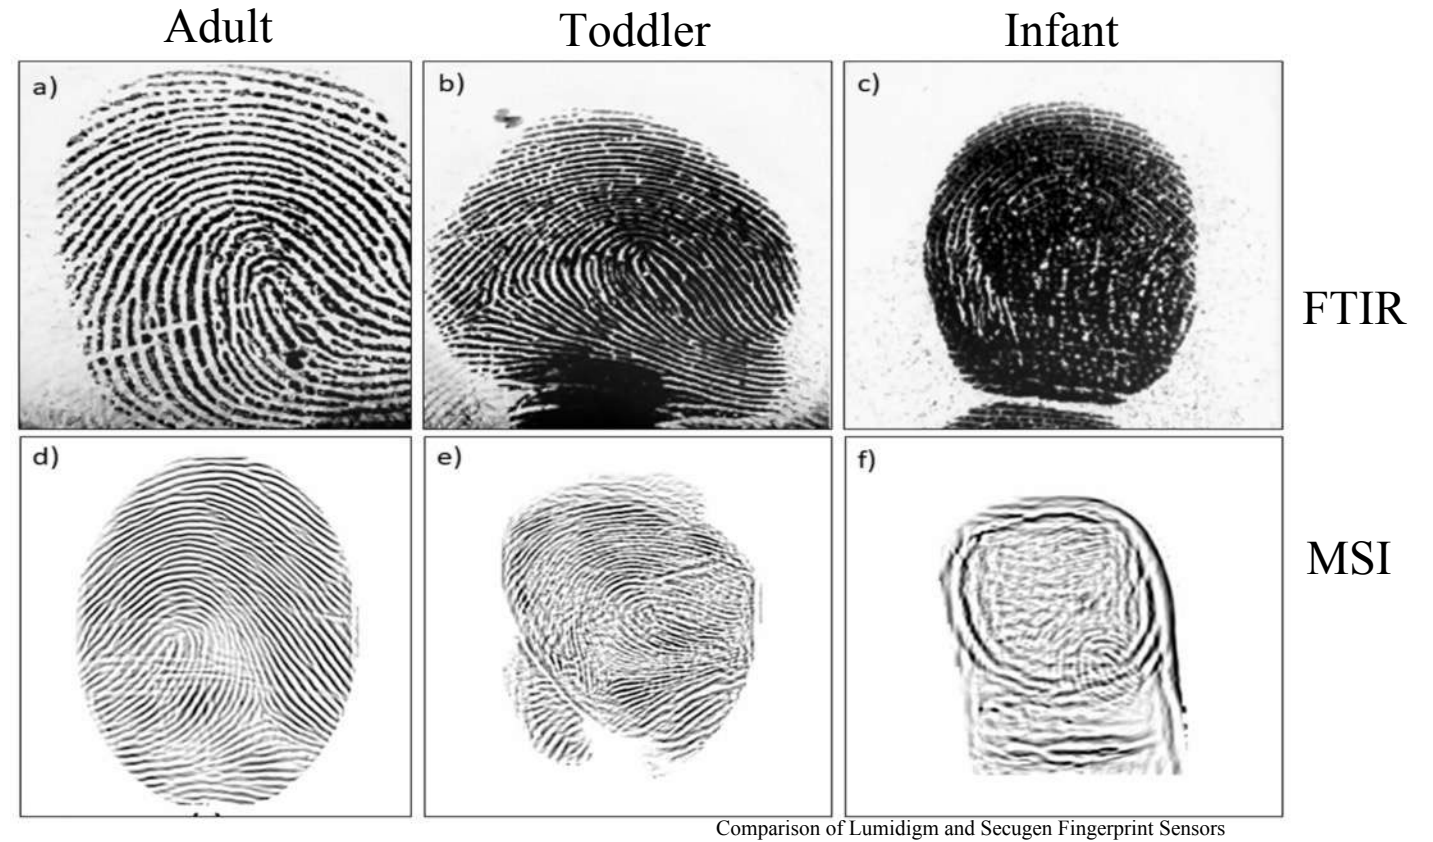 Adult Toddler Infant
a) b) c)
FTIR
d) e) f)
MSI
Comparison of Lumidigm and Secugen Fingerprint Sensors